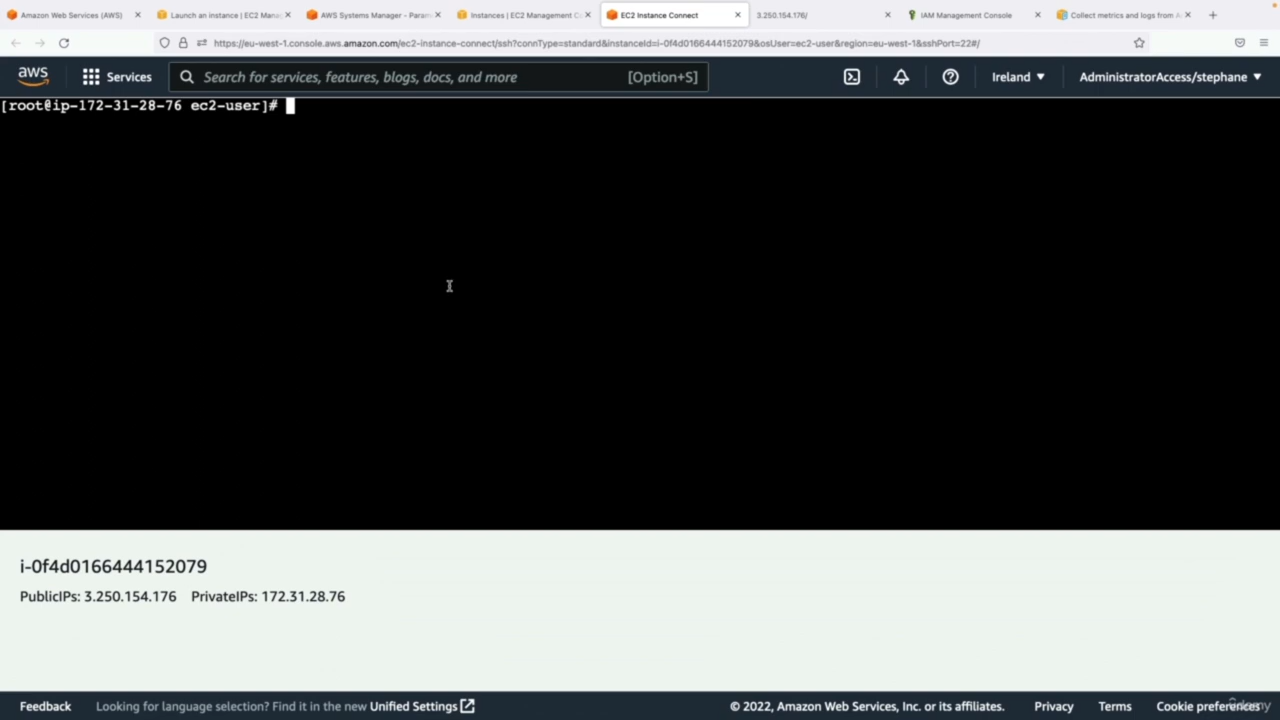 Amazon Web Services (AWS)
Launch an instance | EC2 Mana
AWS Systems Manager - Param
Instances | EC2 Management C
EC2 Instance Connect
3.250.154.176/
IAM Management Console
Collect metrics and logs from A
https://eu-west-1.console.aws.amazon.com/ec2-instance-connect/ssh?connType=standard&instanceId=i-0f4d0166444152079&osUser=ec2-user&region=eu-west-1&sshPort=22#/
aws
Services
Search for services, features, blogs, docs, and more
[Option+S]
Ireland
AdministratorAccess/stephane
[root@ip-172-31-28-76 ec2-user]#
i-0f4d0166444152079
PublicIPs: 3.250.154.176 PrivateIPs: 172.31.28.76
Feedback
Looking for language selection? Find it in the new Unified Settings
© 2022, Amazon Web Services, Inc. or its affiliates.
Privacy
Terms
Cookie preferences
Udemy